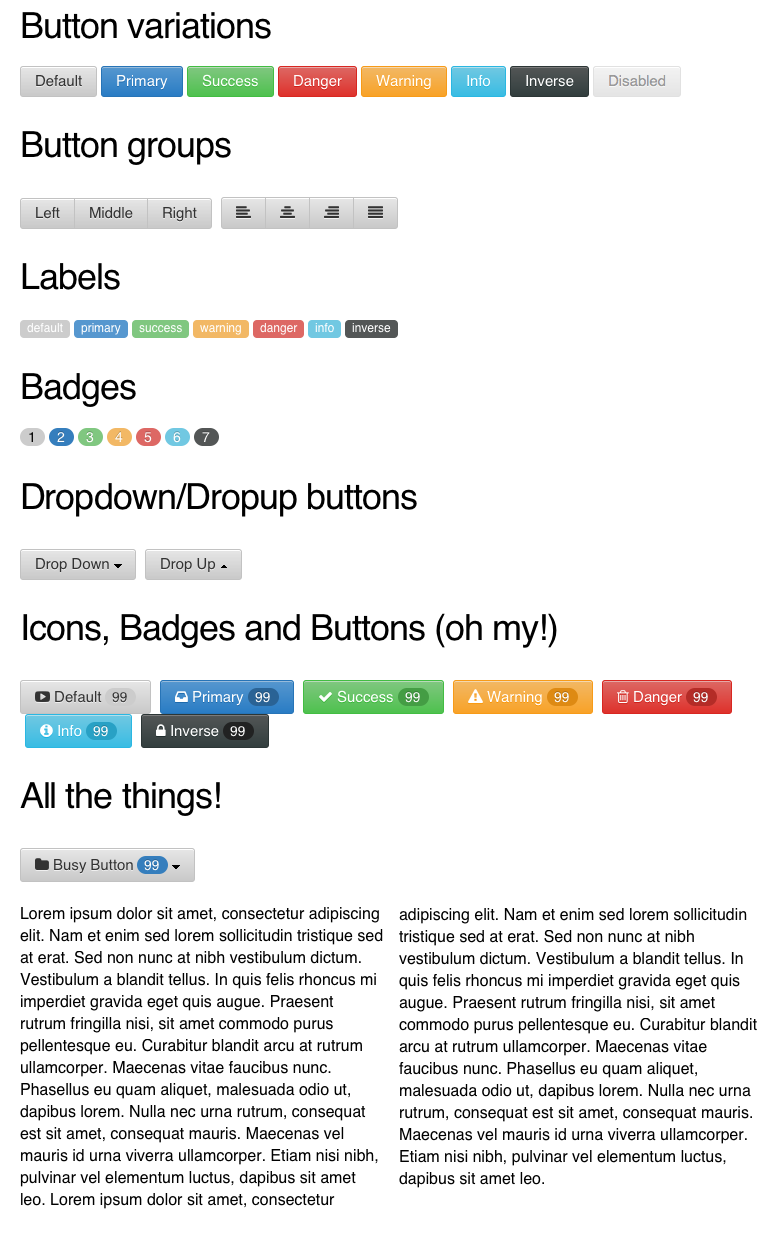 Button variations
Default Primary Success Danger Warning Info Inverse Disabled
Button groups
Left Middle Right
Labels
default primary success warning danger info inverse
Badges
1 2 3 4 5 6 7
Dropdown/Dropup buttons
Drop Down Drop Up
Icons, Badges and Buttons (oh my!)
Default 99 Primary 99 Success 99 Warning 99 Danger 99
Info 99 Inverse 99
All the things!
Busy Button 99
Lorem ipsum dolor sit amet, consectetur adipiscing
elit. Nam et enim sed lorem sollicitudin tristique sed
at erat. Sed non nunc at nibh vestibulum dictum.
Vestibulum a blandit tellus. In quis felis rhoncus mi
imperdiet gravida eget quis augue. Praesent
rutrum fringilla nisi, sit amet commodo purus
pellentesque eu. Curabitur blandit arcu at rutrum
ullamcorper. Maecenas vitae faucibus nunc.
Phasellus eu quam aliquet, malesuada odio ut,
dapibus lorem. Nulla nec urna rutrum, consequat
est sit amet, consequat mauris. Maecenas vel
mauris id urna viverra ullamcorper. Etiam nisi nibh,
pulvinar vel elementum luctus, dapibus sit amet
leo. Lorem ipsum dolor sit amet, consectetur
adipiscing elit. Nam et enim sed lorem sollicitudin
tristique sed at erat. Sed non nunc at nibh
vestibulum dictum. Vestibulum a blandit tellus. In
quis felis rhoncus mi imperdiet gravida eget quis
augue. Praesent rutrum fringilla nisi, sit amet
commodo purus pellentesque eu. Curabitur blandit
arcu at rutrum ullamcorper. Maecenas vitae
faucibus nunc. Phasellus eu quam aliquet,
malesuada odio ut, dapibus lorem. Nulla nec urna
rutrum, consequat est sit amet, consequat mauris.
Maecenas vel mauris id urna viverra ullamcorper.
Etiam nisi nibh, pulvinar vel elementum luctus,
dapibus sit amet leo.